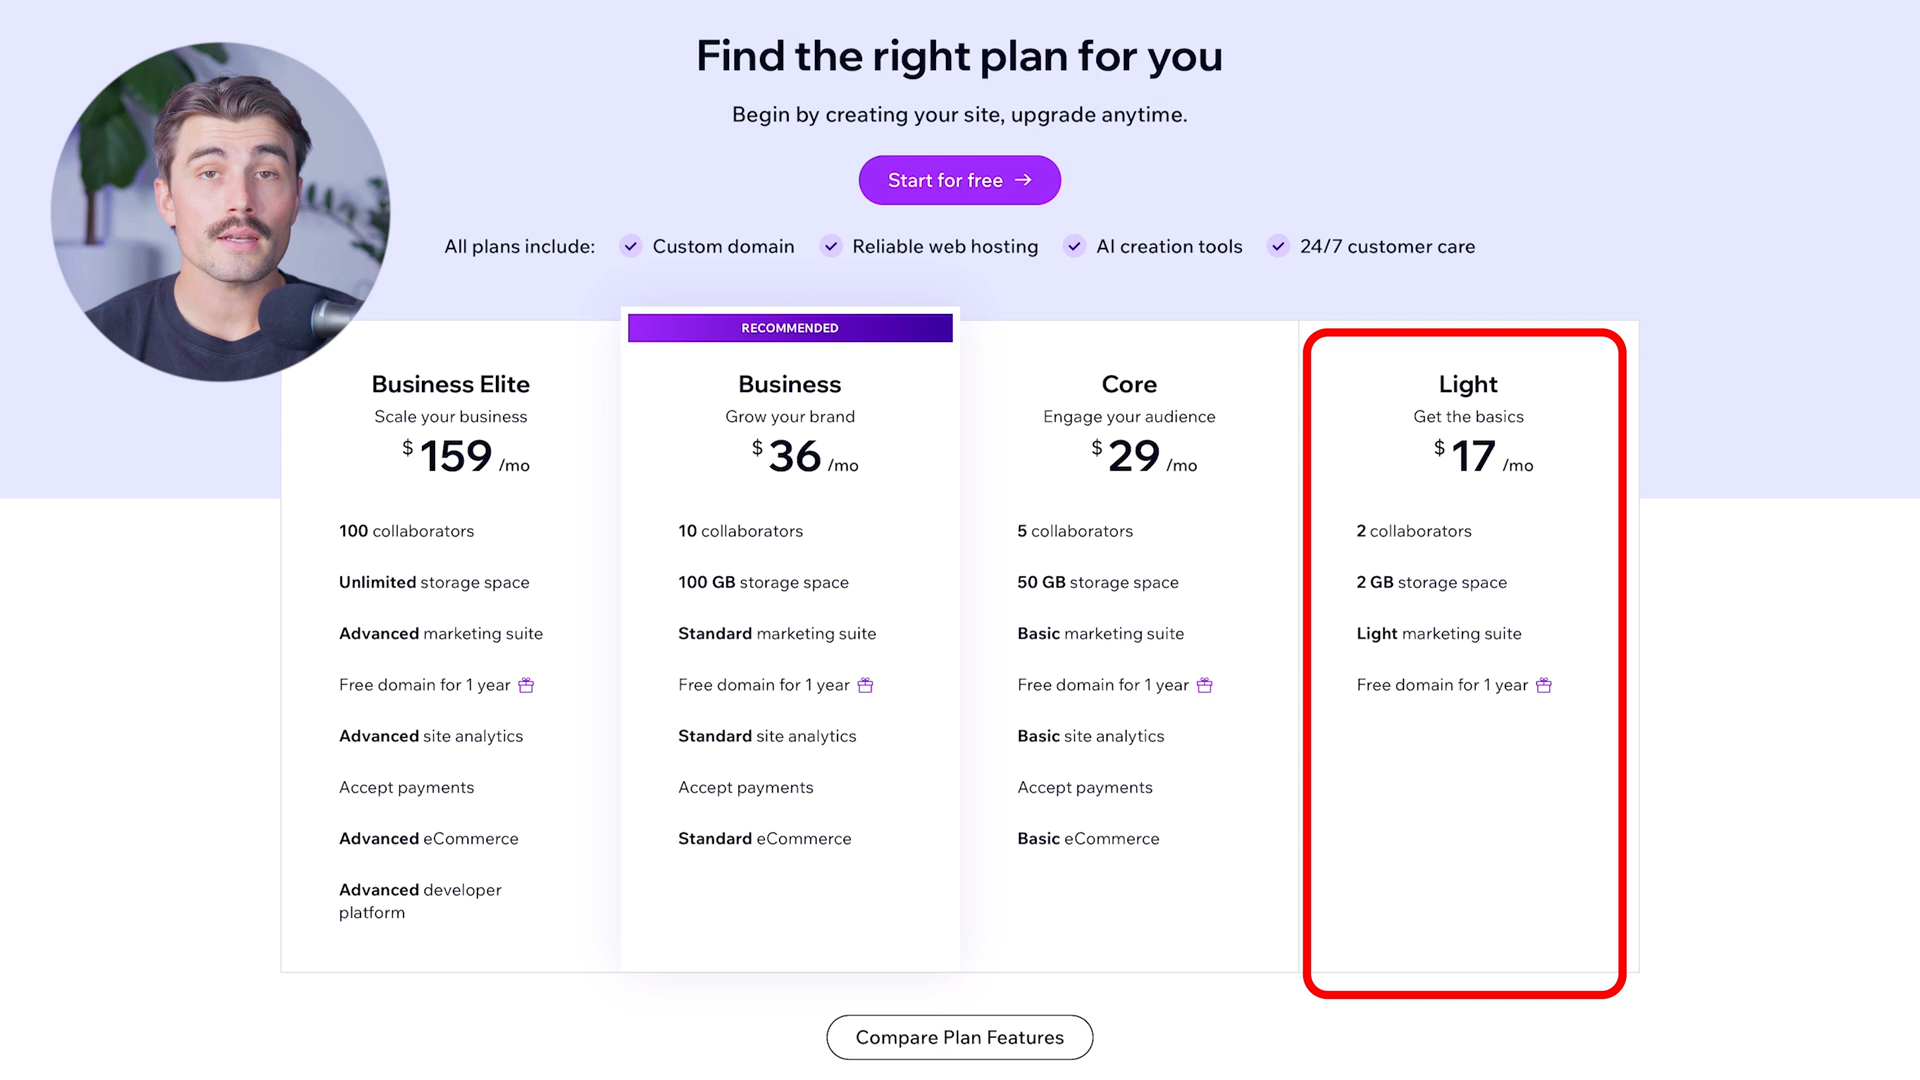 Find the right plan for you
Begin by creating your site, upgrade anytime.
Start for free →
All plans include: Custom domain Reliable web hosting AI creation tools 24/7 customer care
Business Elite
Scale your business
$ 159 /mo
100 collaborators
Unlimited storage space
Advanced marketing suite
Free domain for 1 year
Advanced site analytics
Accept payments
Advanced eCommerce
Advanced developer
platform
RECOMMENDED
Business
Grow your brand
$ 36 /mo
10 collaborators
100 GB storage space
Standard marketing suite
Free domain for 1 year
Standard site analytics
Accept payments
Standard eCommerce
Core
Engage your audience
$ 29 /mo
5 collaborators
50 GB storage space
Basic marketing suite
Free domain for 1 year
Basic site analytics
Accept payments
Basic eCommerce
Light
Get the basics
$ 17 /mo
2 collaborators
2 GB storage space
Light marketing suite
Free domain for 1 year
Compare Plan Features